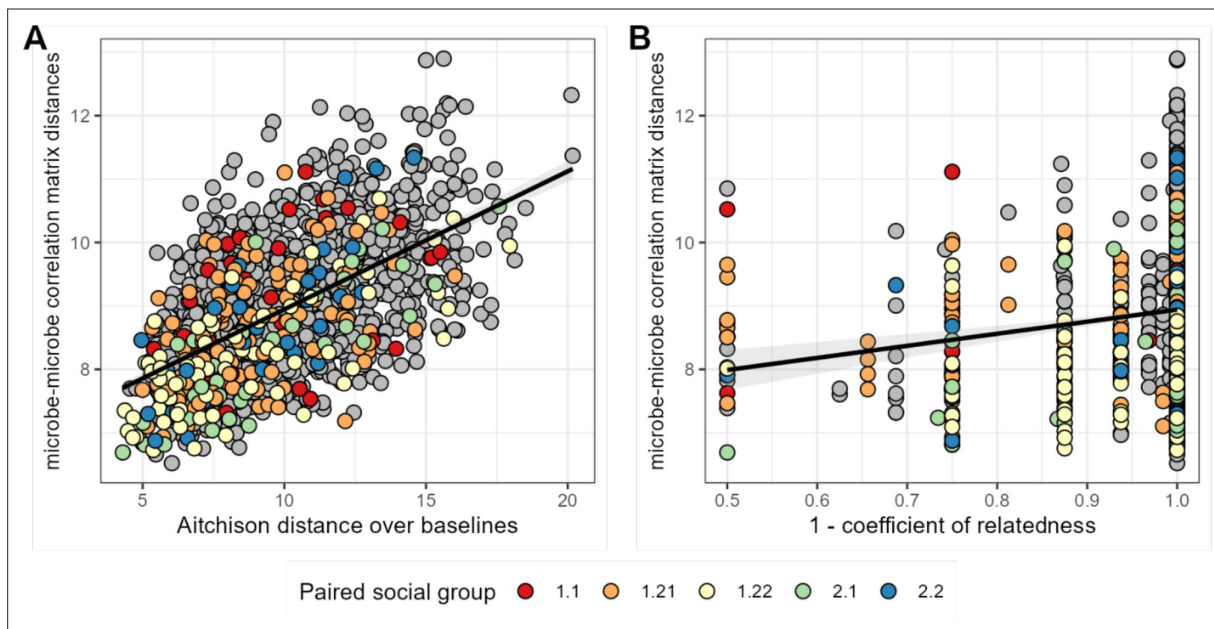 A
B
microbe-microbe correlation matrix distances
12
10
8
5
10
15
20
Aitchison distance over baselines
microbe-microbe correlation matrix distances
12
10
8
0.5
0.6
0.7
0.8
0.9
1.0
1 - coefficient of relatedness
Paired social group 1.1 1.21 1.22 2.1 2.2